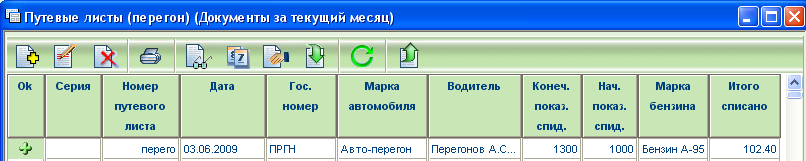 Путевые листы (перегон) (Документы за текущий месяц)
Ok Серия Номер путевого листа Дата Гос. номер Марка автомобиля Водитель Конеч. показ. спид. Нач. показ. спид. Марка бензина Итого списано
перего 03.06.2009 ПРГН Авто-перегон Перегонов А.С... 1300 1000 Бензин А-95 102.40